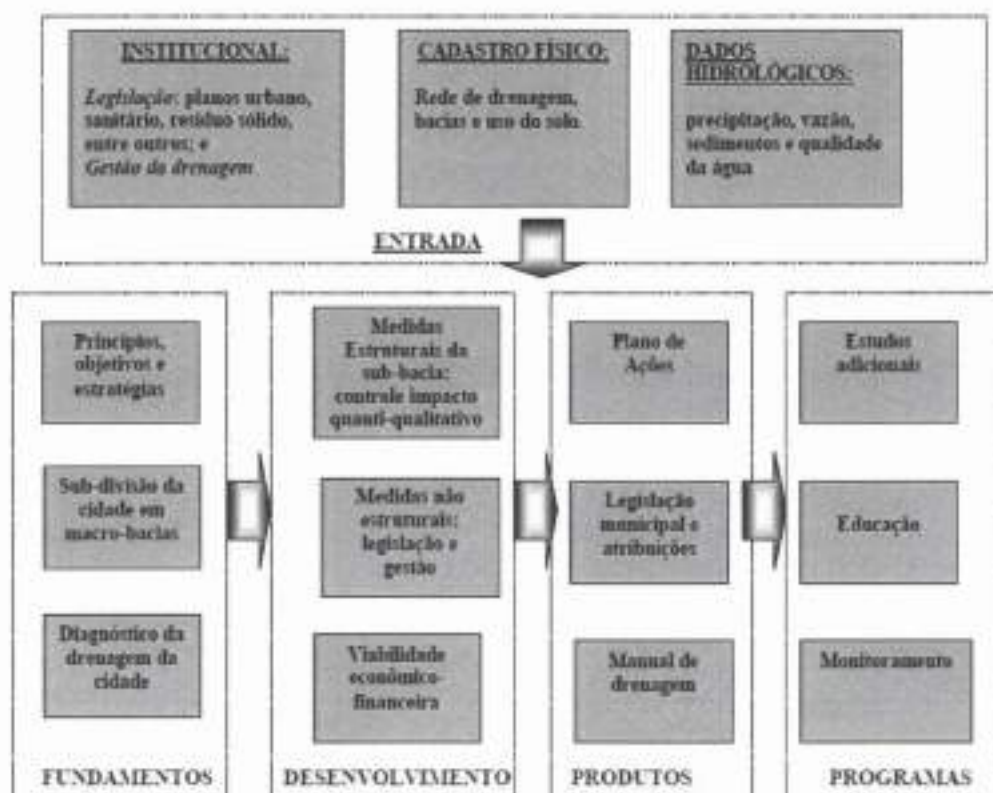 INSTITUCIONAL:
Legislação: planos urbano,
sanitário, resíduo sólido,
entre outros; e
Gestão da drenagem
CADASTRO FÍSICO:
Rede de drenagem,
bacias e uso do solo.
DADOS
HIDROLÓGICOS:
precipitação, vazão,
sedimentos e qualidade
da água
ENTRADA
Princípios,
objetivos e
estratégias
Sub-divisão da
cidade em
macro-bacias
Diagnóstico da
drenagem da
cidade
FUNDAMENTOS
Medidas
Estruturais da
sub-bacia:
controle impacto
quanti-qualitativo
Medidas não
estruturais:
legislação e
gestão
Viabilidade
econômico-
financeira
DESENVOLVIMENTO
Plano de
Ações
Legislação
municipal e
atribuições
Manual de
drenagem
PRODUTOS
Estudos
adicionais
Educação
Monitoramento
PROGRAMAS